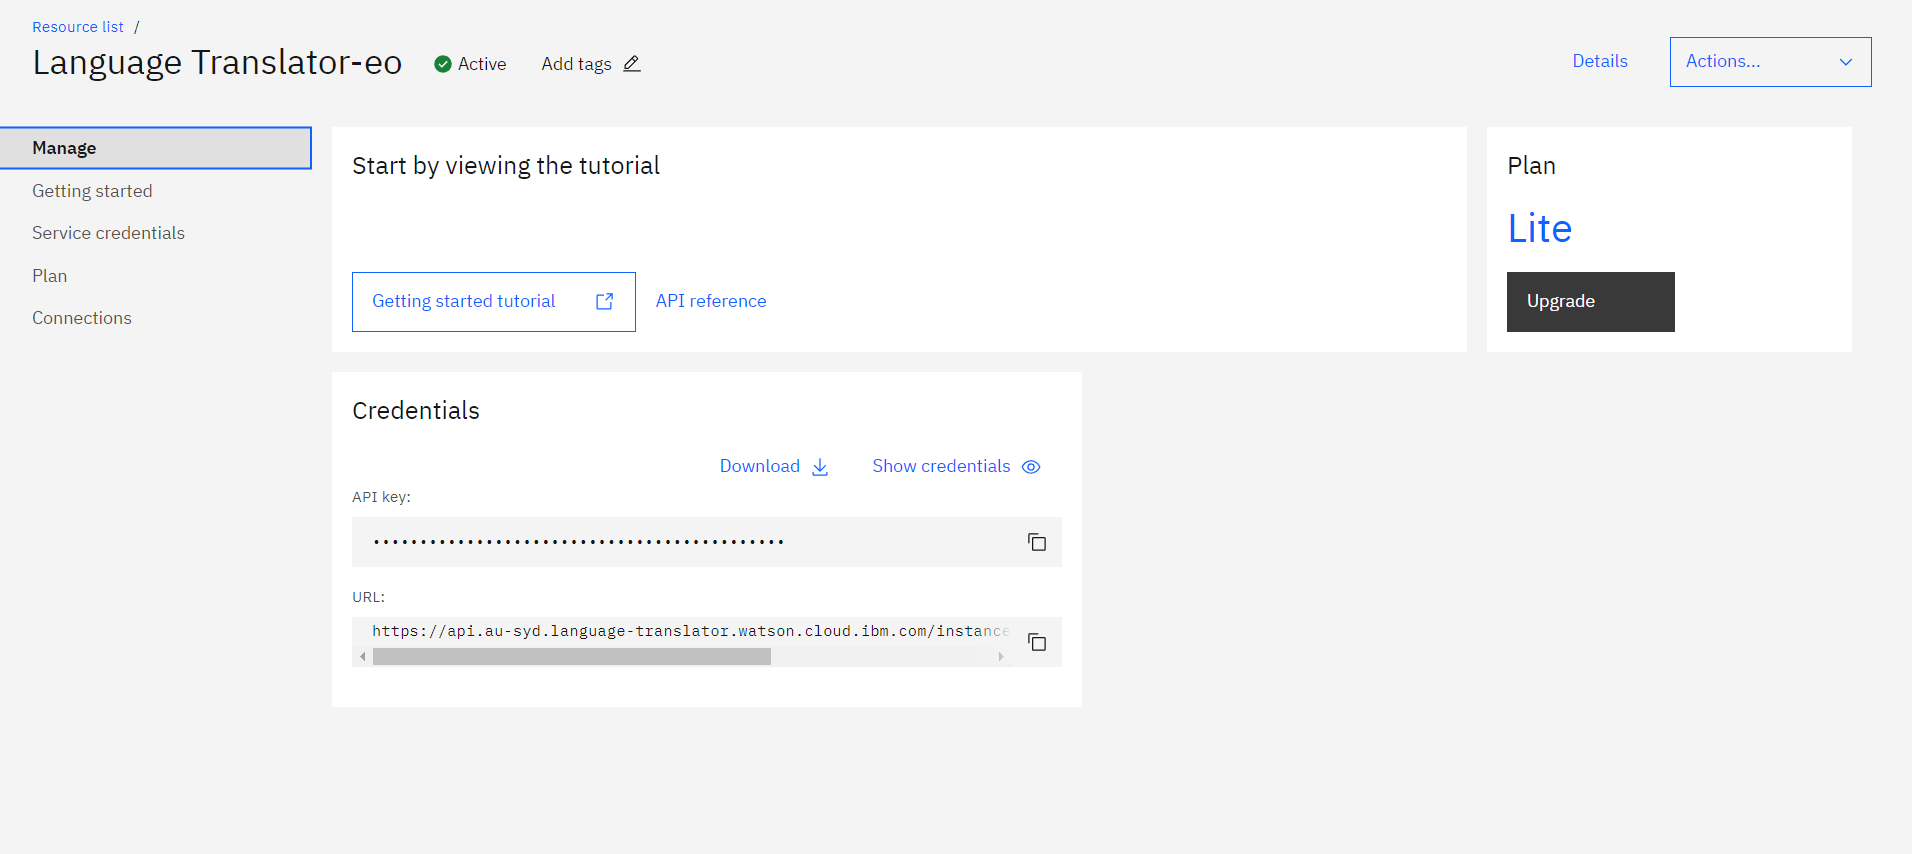 Resource list /
Language Translator-eo
Active
Add tags
Details
Actions...
Manage
Getting started
Service credentials
Plan
Connections
Start by viewing the tutorial
Getting started tutorial
API reference
Plan
Lite
Upgrade
Credentials
Download
Show credentials
API key:
••••••••••••••••••••••••••••••••••••••••••••
URL:
https://api.au-syd.language-translator.watson.cloud.ibm.com/instance